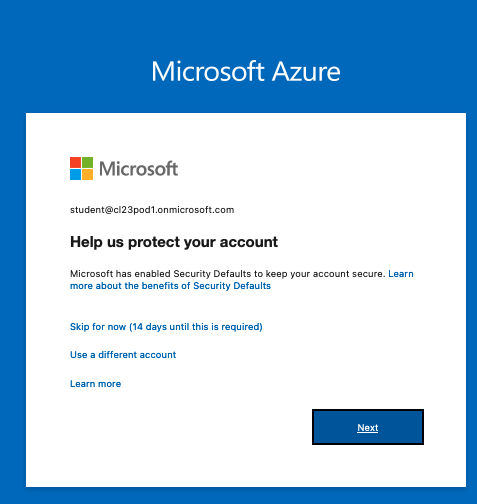 Microsoft Azure
Microsoft
student@cl23pod1.onmicrosoft.com
Help us protect your account
Microsoft has enabled Security Defaults to keep your account secure. Learn
more about the benefits of Security Defaults
Skip for now (14 days until this is required)
Use a different account
Learn more
Next